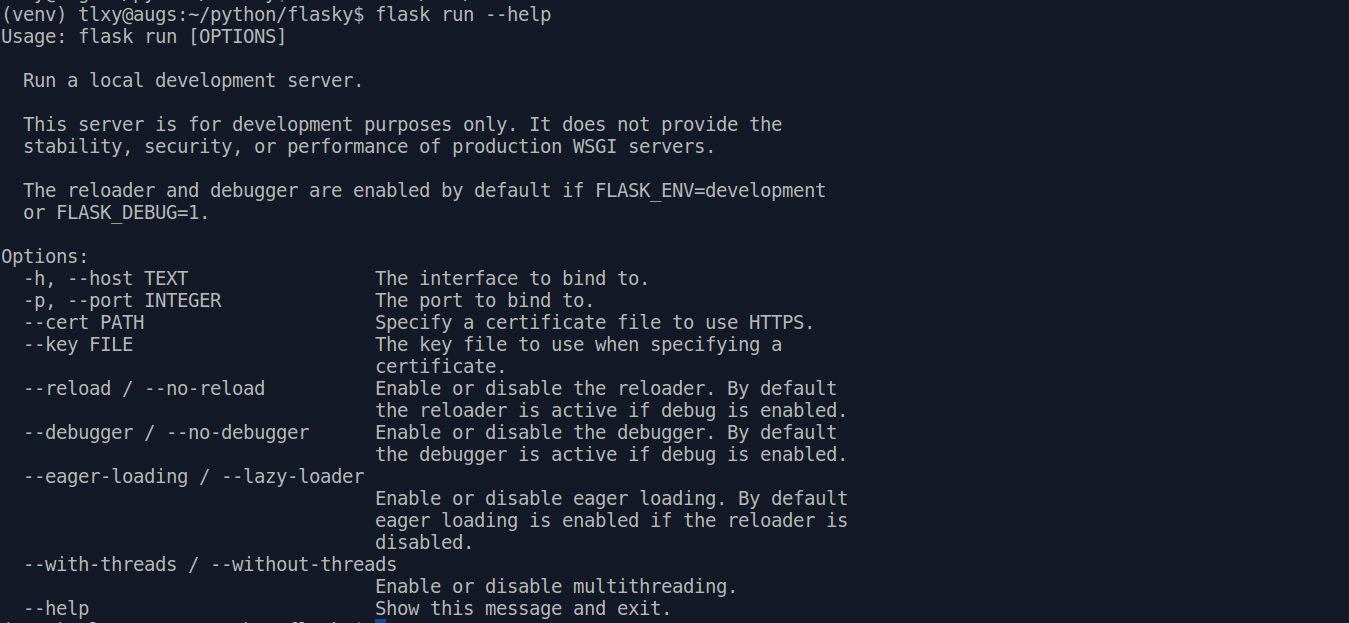 (venv) tlxy@augs:~/python/flasky$ flask run --help
Usage: flask run [OPTIONS]
Run a local development server.
This server is for development purposes only. It does not provide the
stability, security, or performance of production WSGI servers.
The reloader and debugger are enabled by default if FLASK_ENV=development
or FLASK_DEBUG=1.
Options:
-h, --host TEXT The interface to bind to.
-p, --port INTEGER The port to bind to.
--cert PATH Specify a certificate file to use HTTPS.
--key FILE The key file to use when specifying a
certificate.
--reload / --no-reload Enable or disable the reloader. By default
the reloader is active if debug is enabled.
--debugger / --no-debugger Enable or disable the debugger. By default
the debugger is active if debug is enabled.
--eager-loading / --lazy-loader
Enable or disable eager loading. By default
eager loading is enabled if the reloader is
disabled.
--with-threads / --without-threads
Enable or disable multithreading.
--help Show this message and exit.